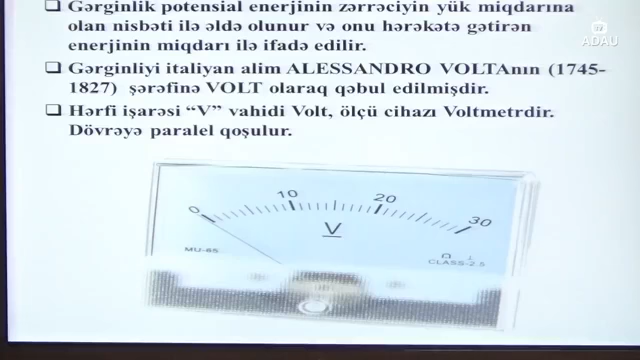 Gərginlik potensial enerjinin zərrəciyin yük miqdarına
olan nisbəti ilə əldə olunur və onu hərəkətə gətirən
enerjinin miqdarı ilə ifadə edilir.
Gərginliyi italiyan alim ALESSANDRO VOLTAnın (1745-
1827) şərəfinə VOLT olaraq qəbul edilmişdir.
Hərfi işarəsi “V” vahidi Volt, ölçü cihazı Voltmetrdir.
Dövrəyə paralel qoşulur.
0 10 20 30
V
MU-65
CLASS-2.5
ADAU